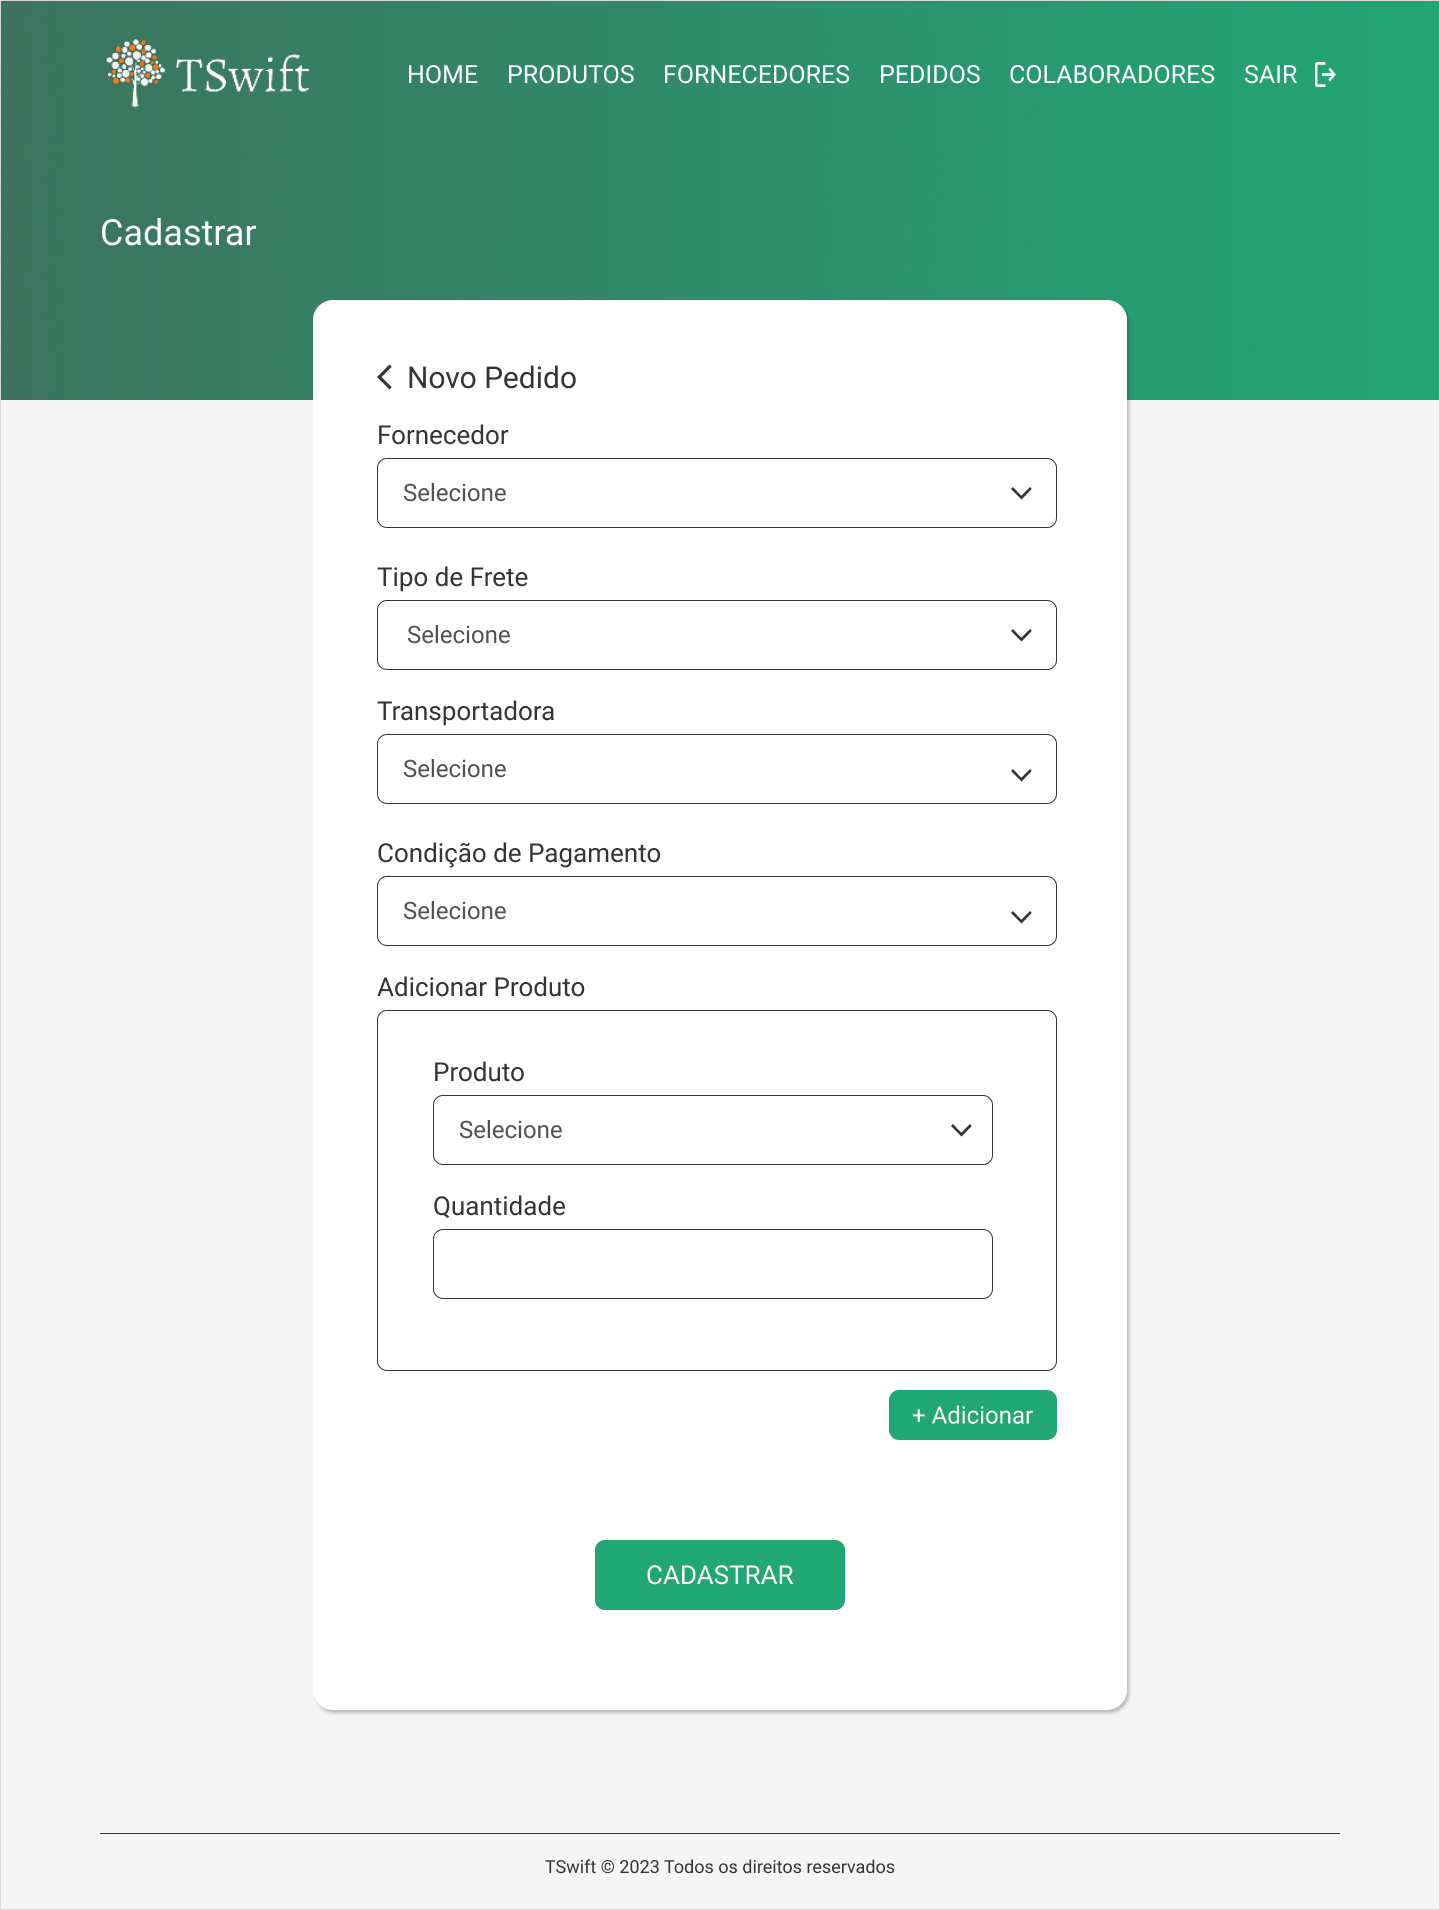 TSwift
HOME PRODUTOS FORNECEDORES PEDIDOS COLABORADORES SAIR
Cadastrar
Novo Pedido
Fornecedor
Selecione
Tipo de Frete
Selecione
Transportadora
Selecione
Condição de Pagamento
Selecione
Adicionar Produto
Produto
Selecione
Quantidade
+ Adicionar
CADASTRAR
TSwift © 2023 Todos os direitos reservados